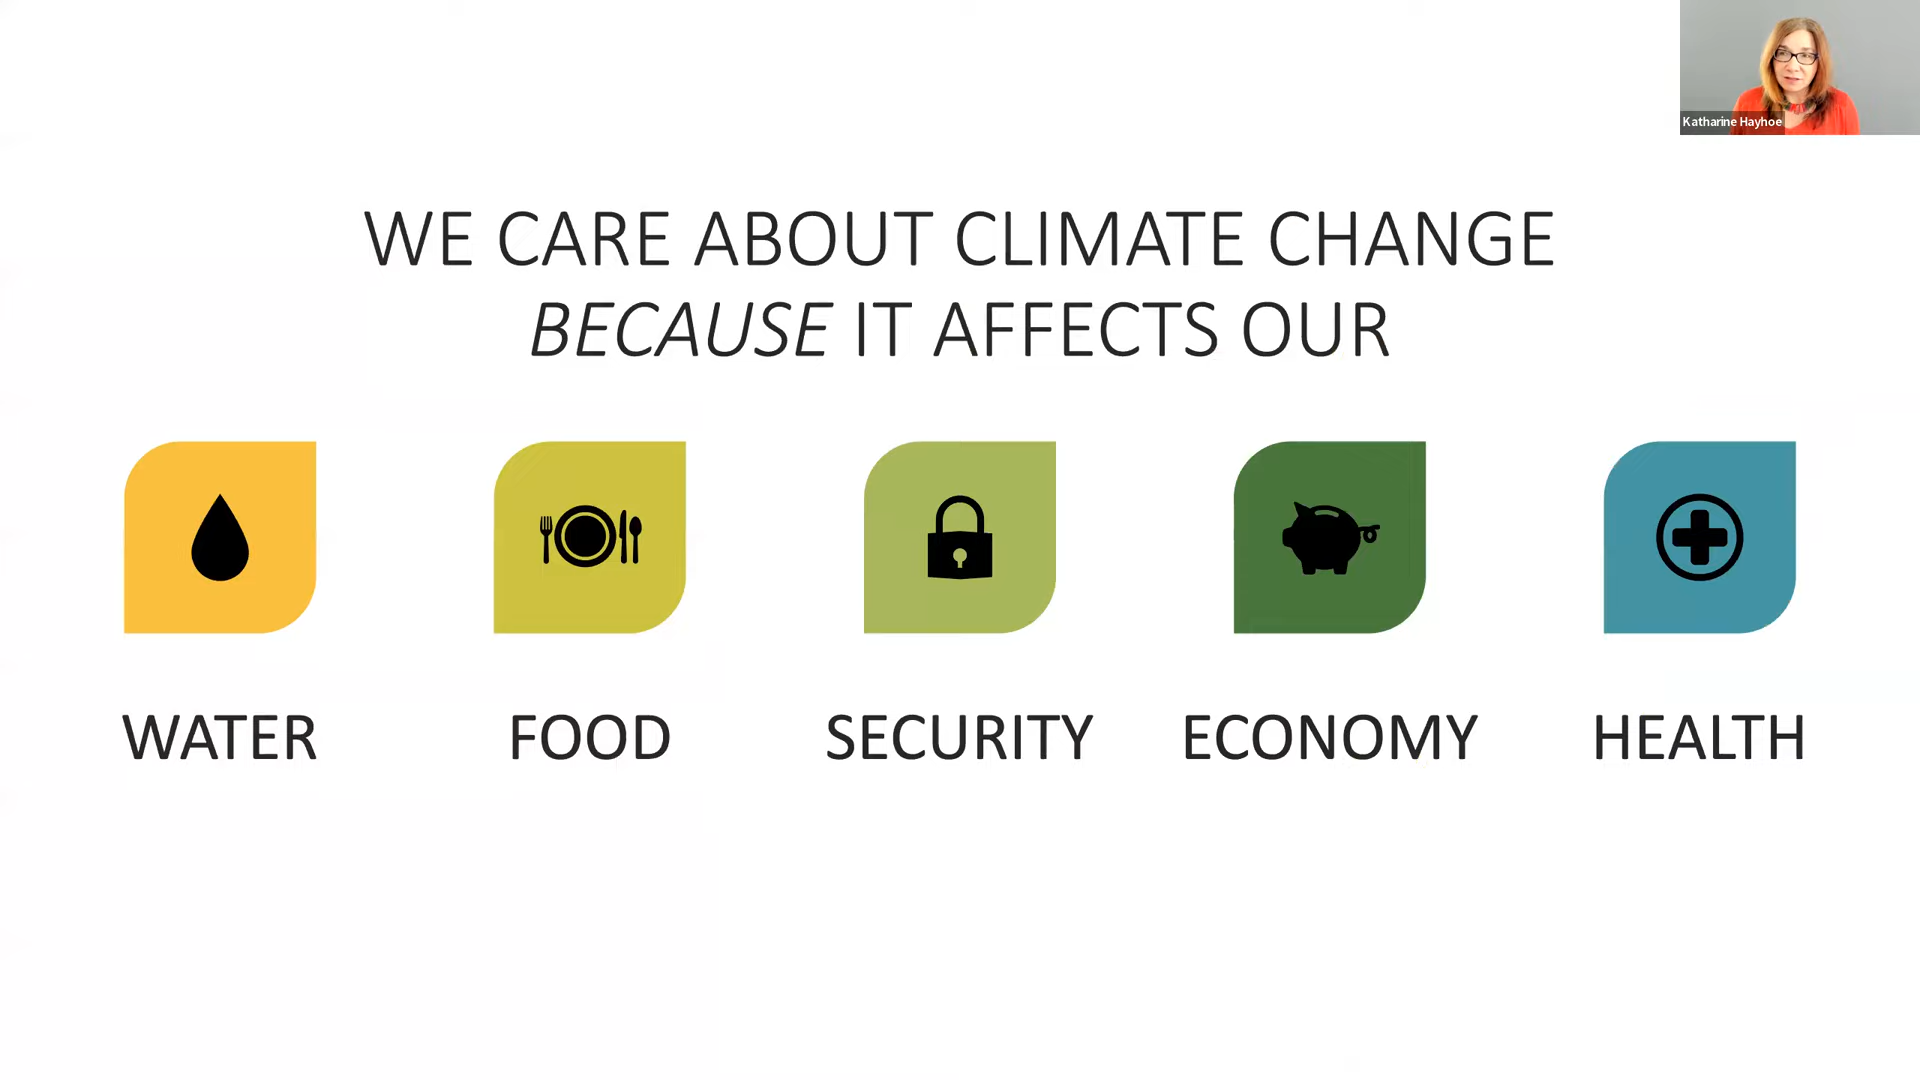 Katharine Hayhoe
WE CARE ABOUT CLIMATE CHANGE
BECAUSE IT AFFECTS OUR
WATER
FOOD
SECURITY
ECONOMY
HEALTH